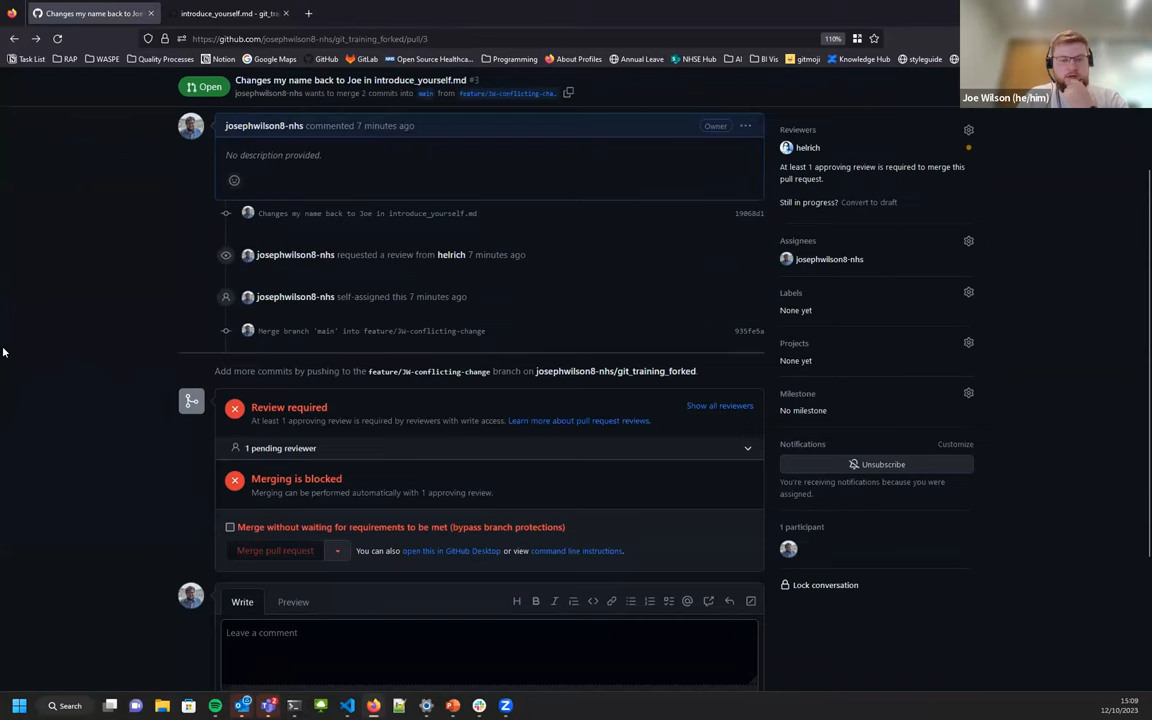 Changes my name back to Joe
introduce_yourself.md - git_tra
https://github.com/josephwilson8-nhs/git_training_forked/pull/3
110%
Task List
RAP
WASPE
Quality Processes
Notion
Google Maps
GitHub
GitLab
Open Source Healthca...
Programming
About Profiles
Annual Leave
NHSE Hub
AI
BI Vis
gitmoji
Knowledge Hub
styleguide
Joe Wilson (he/him)
Open
Changes my name back to Joe in introduce_yourself.md #3
josephwilson8-nhs wants to merge 2 commits into main from feature/JW-conflicting-cha...
josephwilson8-nhs commented 7 minutes ago
Owner
No description provided.
Changes my name back to Joe in introduce_yourself.md
19068d1
josephwilson8-nhs requested a review from helrich 7 minutes ago
josephwilson8-nhs self-assigned this 7 minutes ago
Merge branch 'main' into feature/JW-conflicting-change
935fe5a
Add more commits by pushing to the feature/JW-conflicting-change branch on josephwilson8-nhs/git_training_forked.
Review required
Show all reviewers
At least 1 approving review is required by reviewers with write access. Learn more about pull request reviews.
1 pending reviewer
Merging is blocked
Merging can be performed automatically with 1 approving review.
Merge without waiting for requirements to be met (bypass branch protections)
Merge pull request
You can also open this in GitHub Desktop or view command line instructions.
Write
Preview
Leave a comment
Reviewers
helrich
At least 1 approving review is required to merge this
pull request.
Still in progress? Convert to draft
Assignees
josephwilson8-nhs
Labels
None yet
Projects
None yet
Milestone
No milestone
Notifications
Customize
Unsubscribe
You're receiving notifications because you were
assigned.
1 participant
Lock conversation
Search
15:09
12/10/2023